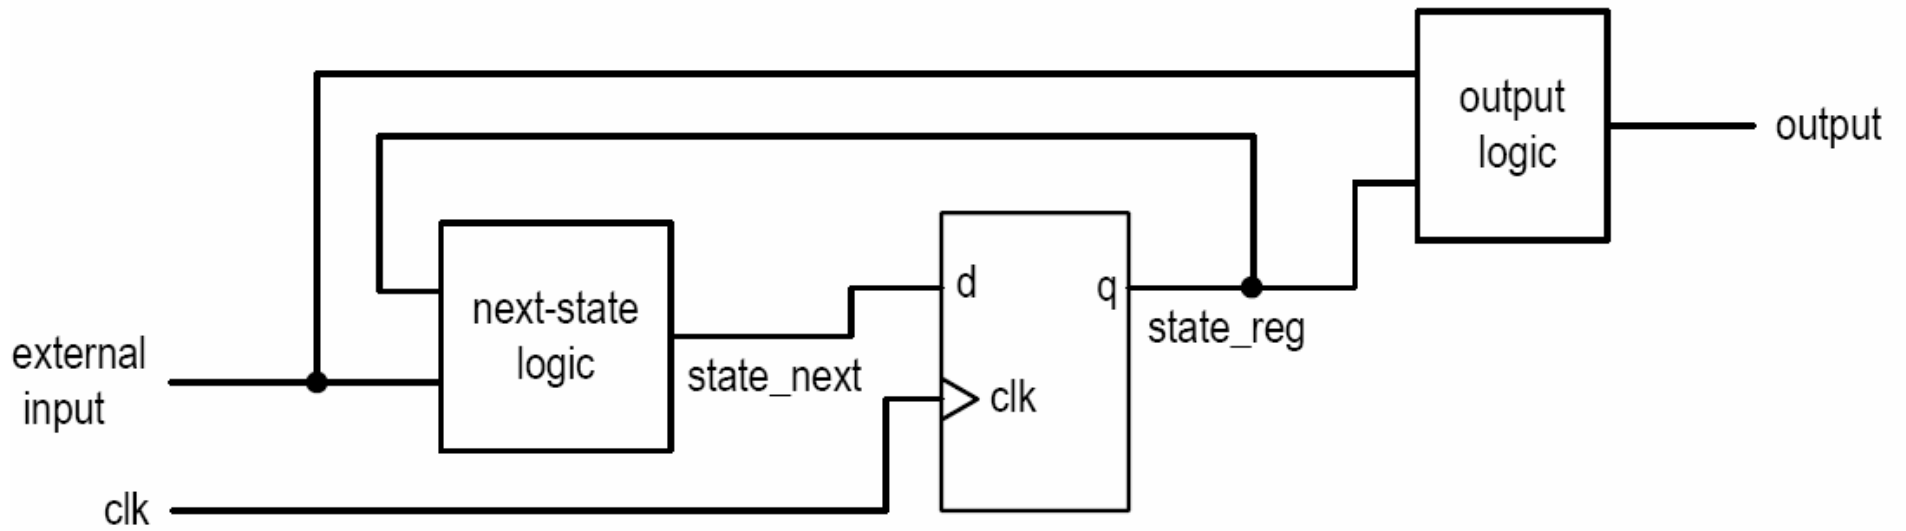 output
logic
output
next-state
logic
d
q
state_reg
external
input
state_next
clk
clk